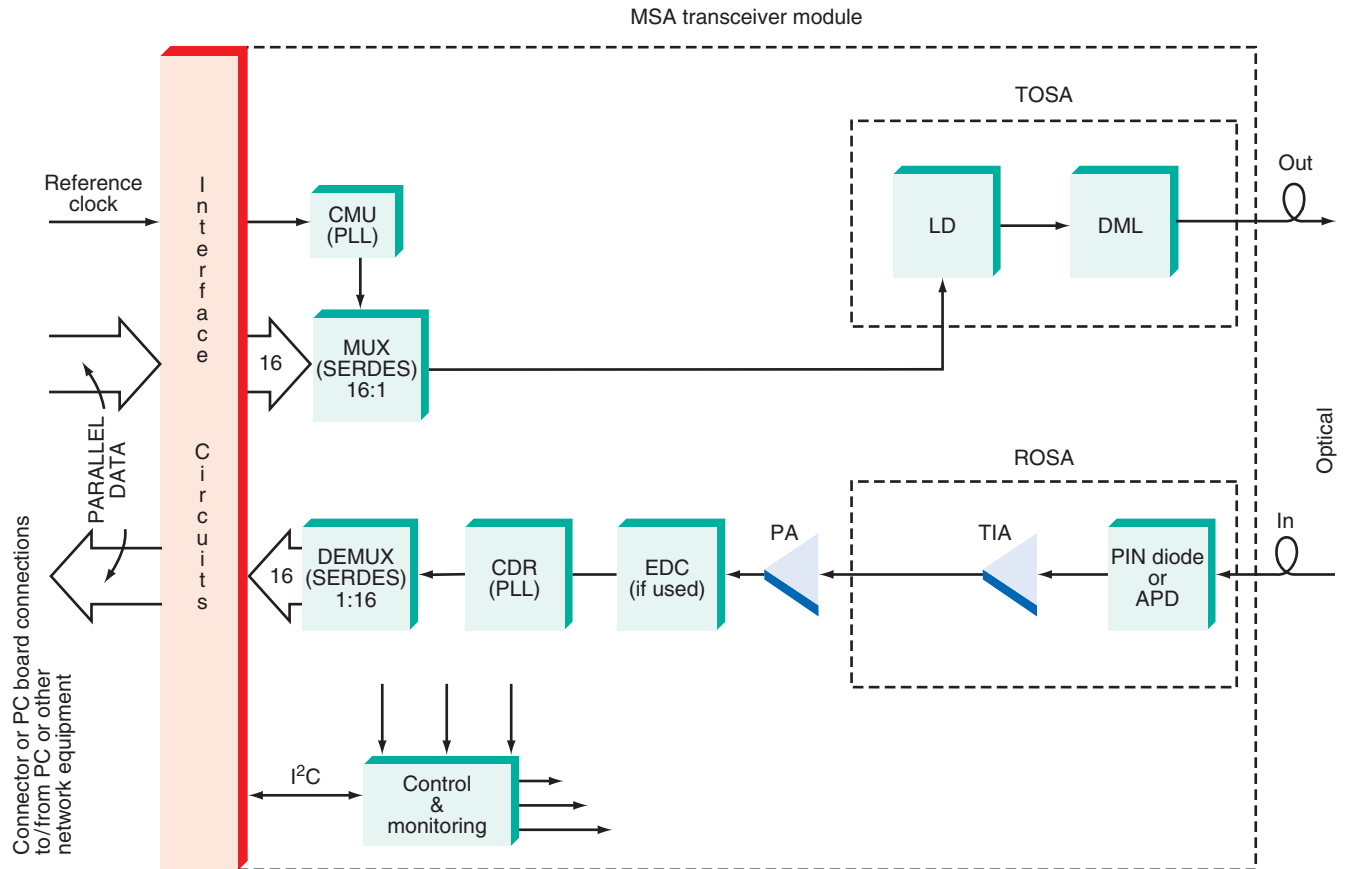 MSA transceiver module
TOSA
Out
Reference
clock
Interface
Circuits
CMU
(PLL)
LD
DML
16
MUX
(SERDES)
16:1
PARALLEL
DATA
Optical
ROSA
In
PA
TIA
16
DEMUX
(SERDES)
1:16
CDR
(PLL)
EDC
(if used)
PIN diode
or
APD
Connector or PC board connections
to/from PC or other
network equipment
I²C
Control
&
monitoring